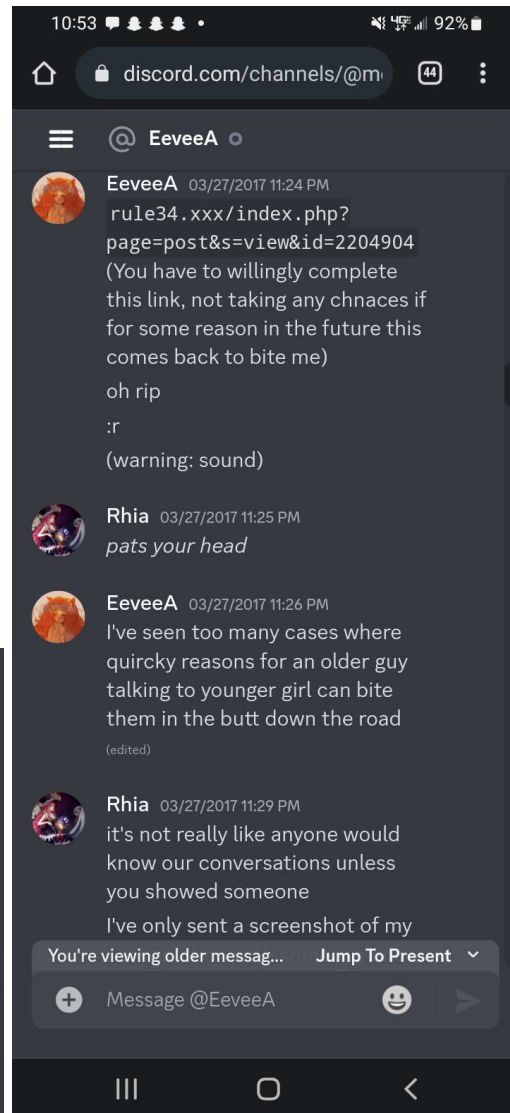 10:53
4G 92%
discord.com/channels/@m
44
@ EeveeA
EeveeA 03/27/2017 11:24 PM
rule34.xxx/index.php?
page=post&s=view&id=2204904
(You have to willingly complete
this link, not taking any chnaces if
for some reason in the future this
comes back to bite me)
oh rip
:r
(warning: sound)
Rhia 03/27/2017 11:25 PM
pats your head
EeveeA 03/27/2017 11:26 PM
I've seen too many cases where
quircky reasons for an older guy
talking to younger girl can bite
them in the butt down the road
(edited)
Rhia 03/27/2017 11:29 PM
it's not really like anyone would
know our conversations unless
you showed someone
I've only sent a screenshot of my
You're viewing older messag... Jump To Present
Message @EeveeA